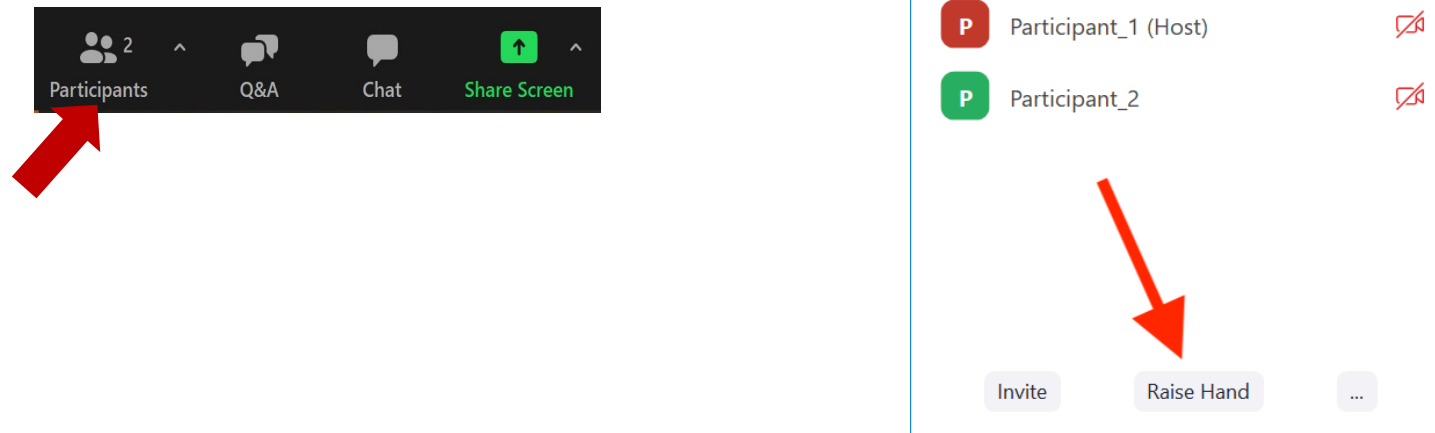 2
Participants
Q&A
Chat
Share Screen
P
Participant_1 (Host)
P
Participant_2
Invite
Raise Hand
...